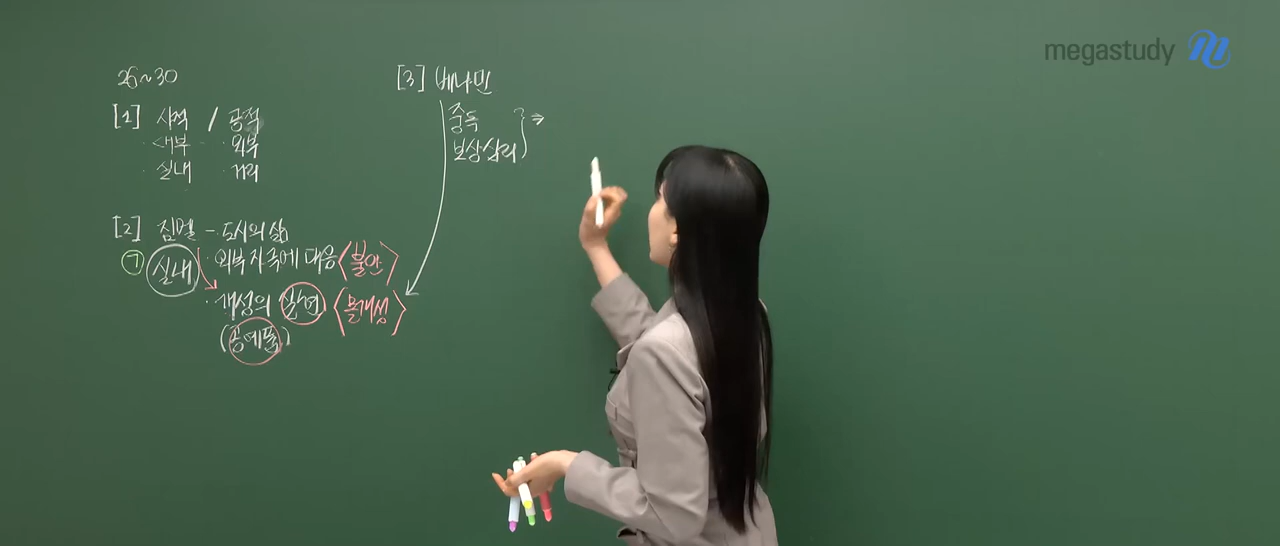 megastudy
26~30
[1] 사적 / 공적
· 내부 · 외부
· 실내 거리
[2] 짐멜 - 도시의 삶
㉠ 실내 · 외부 자극에 대응 <불안>
· 개성의 실현 <몰개성>
(공예품)
[3] 베냐민
중독
보상심리 } ⇒